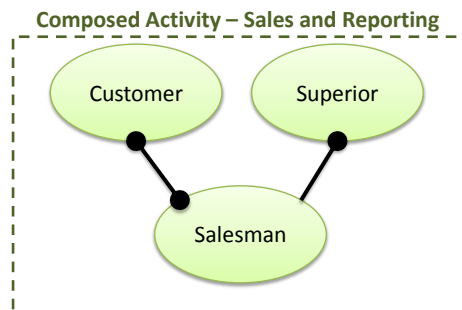 Composed Activity – Sales and Reporting
Customer
Superior
Salesman